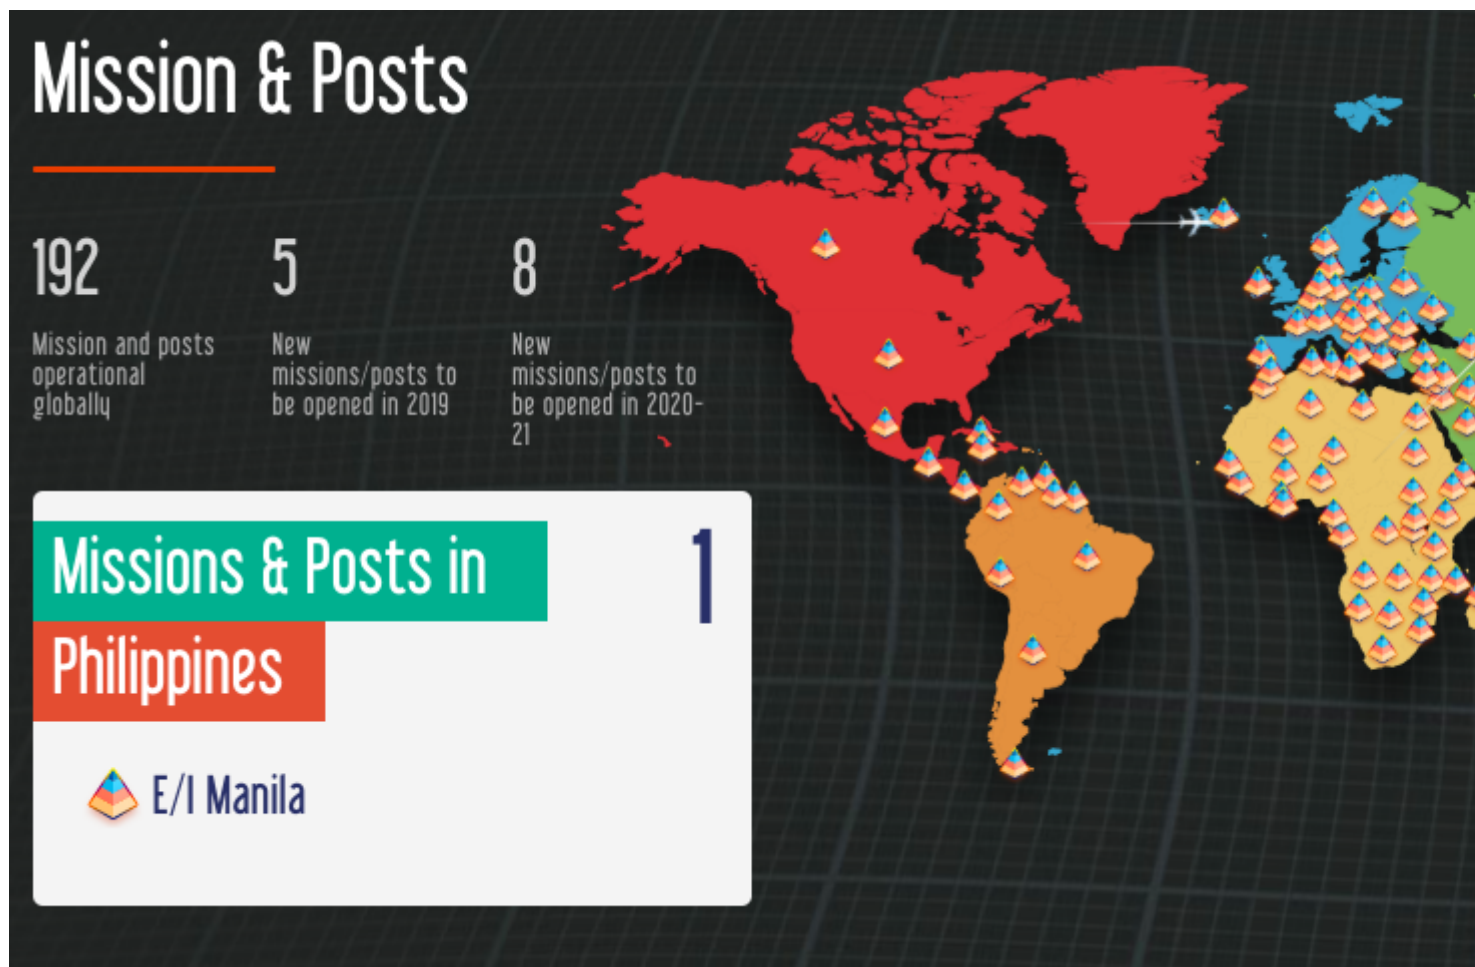 Mission & Posts
192
Mission and posts
operational
globally
5
New
missions/posts to
be opened in 2019
8
New
missions/posts to
be opened in 2020-
21
Missions & Posts in
Philippines
1
E/I Manila